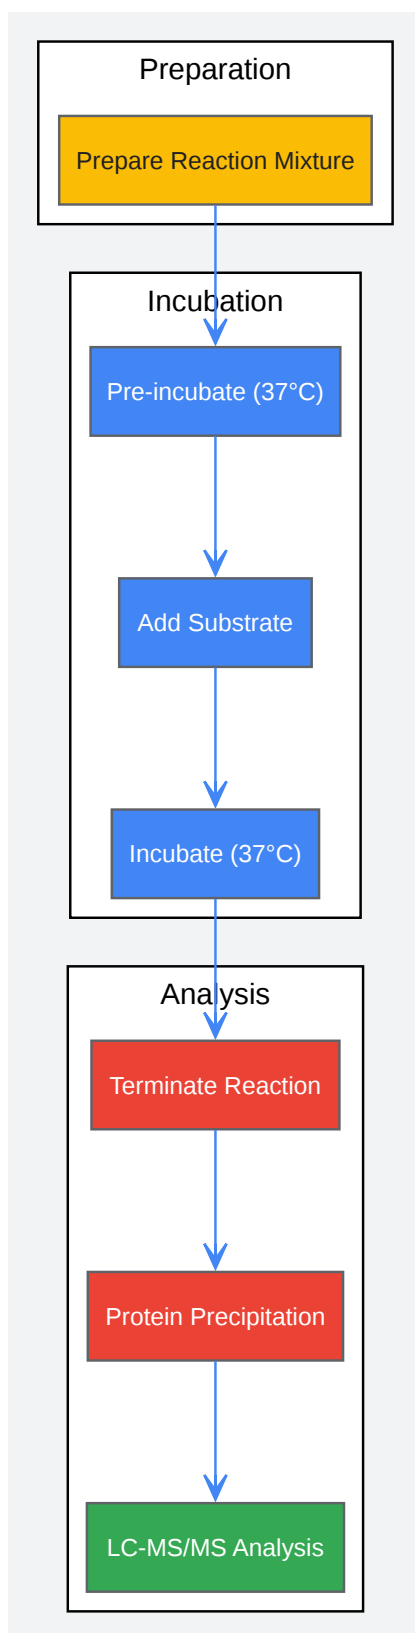 Preparation
Prepare Reaction Mixture
Incubation
Pre-incubate (37°C)
Add Substrate
Incubate (37°C)
Analysis
Terminate Reaction
Protein Precipitation
LC-MS/MS Analysis